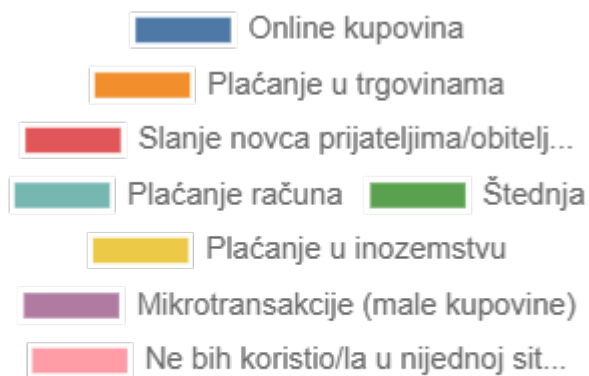 Online kupovina
Plaćanje u trgovinama
Slanje novca prijateljima/obitelj...
Plaćanje računa Štednja
Plaćanje u inozemstvu
Mikrotransakcije (male kupovine)
Ne bih koristio/la u nijednoj sit...